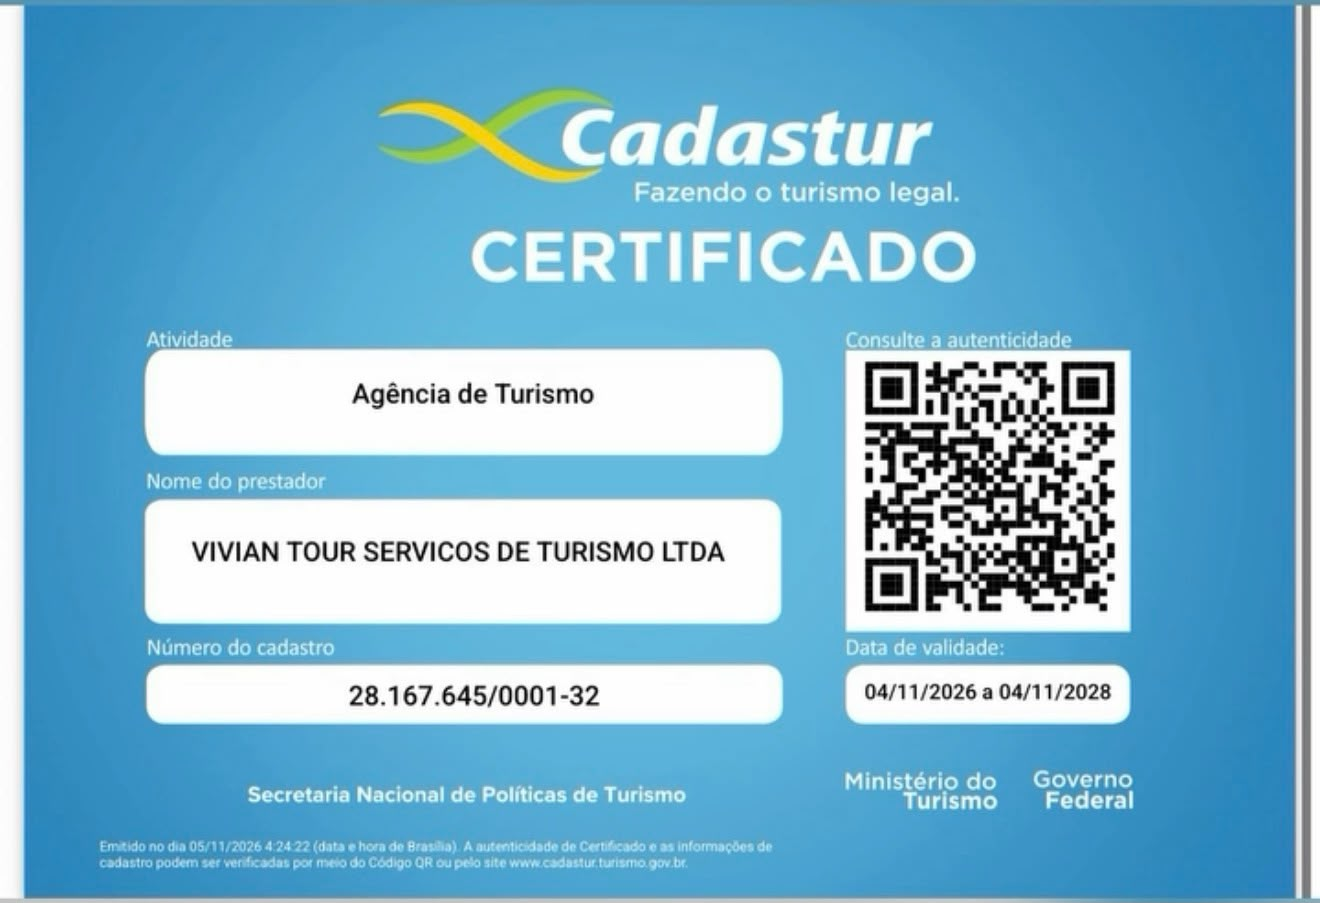 Cadastur
Fazendo o turismo legal.
CERTIFICADO
Atividade
Agência de Turismo
Nome do prestador
VIVIAN TOUR SERVICOS DE TURISMO LTDA
Número do cadastro
28.167.645/0001-32
Consulte a autenticidade
Data de validade:
04/11/2026 a 04/11/2028
Secretaria Nacional de Políticas de Turismo
Ministério do
Turismo
Governo
Federal
Emitido no dia 05/11/2026 4:24:22 (data e hora de Brasília). A autenticidade de Certificado e as informações de
cadastro podem ser verificadas por meio do Código QR ou pelo site www.cadastur.turismo.gov.br.